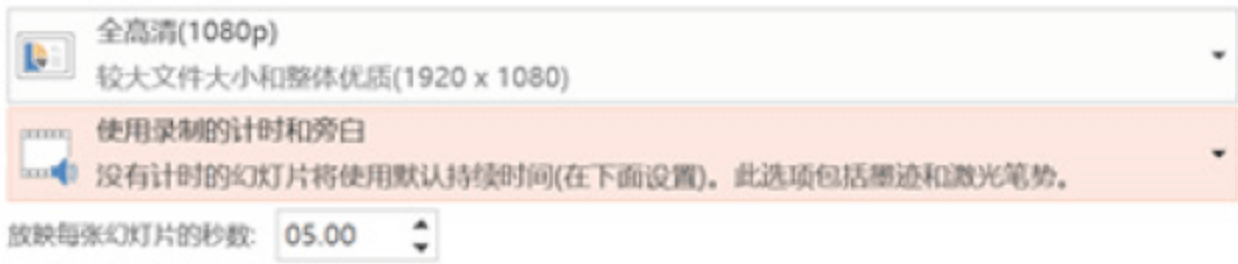 全高清(1080p)
较大文件大小和整体优质(1920 x 1080)
使用录制的计时和旁白
没有计时的幻灯片将使用默认持续时间(在下面设置)。此选项包括墨迹和激光笔势。
放映每张幻灯片的秒数: 05.00